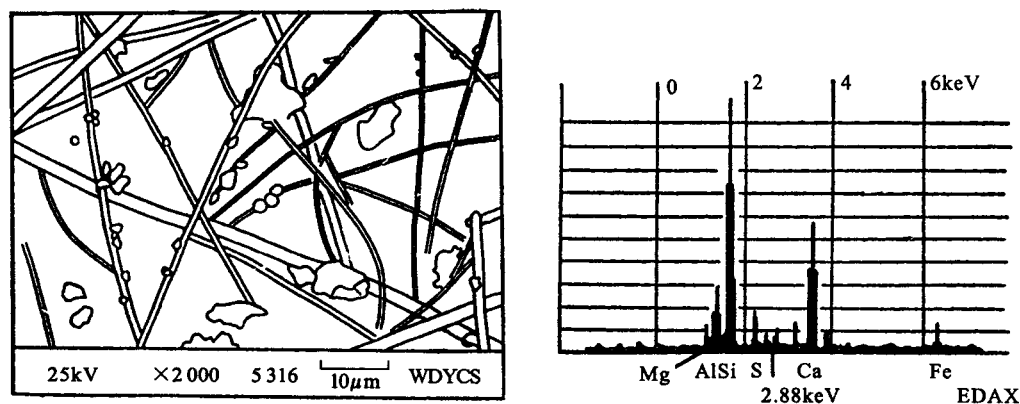 25kV ×2 000 5 316 10μm WDYCS
0 2 4 6keV
Mg AlSi S Ca Fe
2.88keV
EDAX